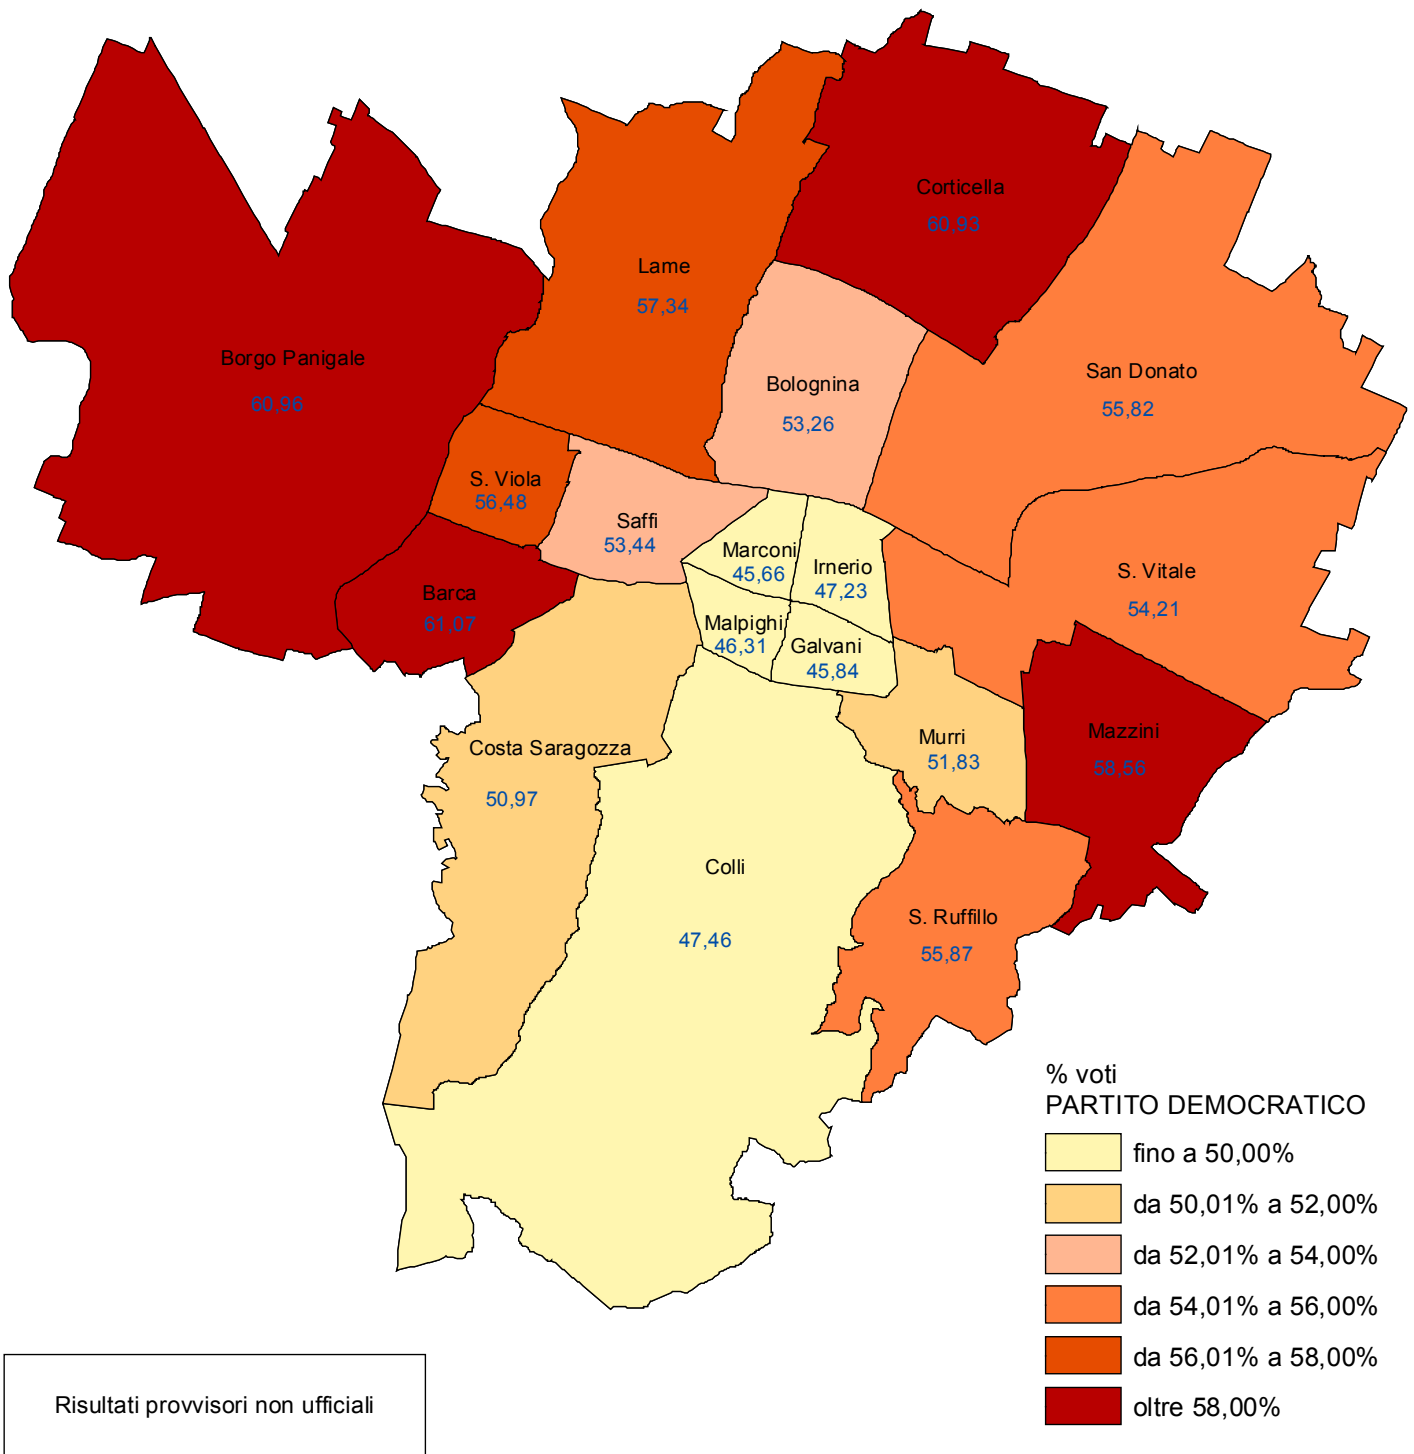 Corticella
60,93
Lame
57,34
Borgo Panigale
60,96
San Donato
55,82
Bolognina
53,26
S. Viola
56,48
Saffi
53,44
Marconi
45,66
Irnerio
47,23
S. Vitale
54,21
Barca
61,07
Malpighi
46,31
Galvani
45,84
Mazzini
58,56
Murri
51,83
Costa Saragozza
50,97
Colli
47,46
S. Ruffillo
55,87
% voti
PARTITO DEMOCRATICO
fino a 50,00%
da 50,01% a 52,00%
da 52,01% a 54,00%
da 54,01% a 56,00%
da 56,01% a 58,00%
oltre 58,00%
Risultati provvisori non ufficiali